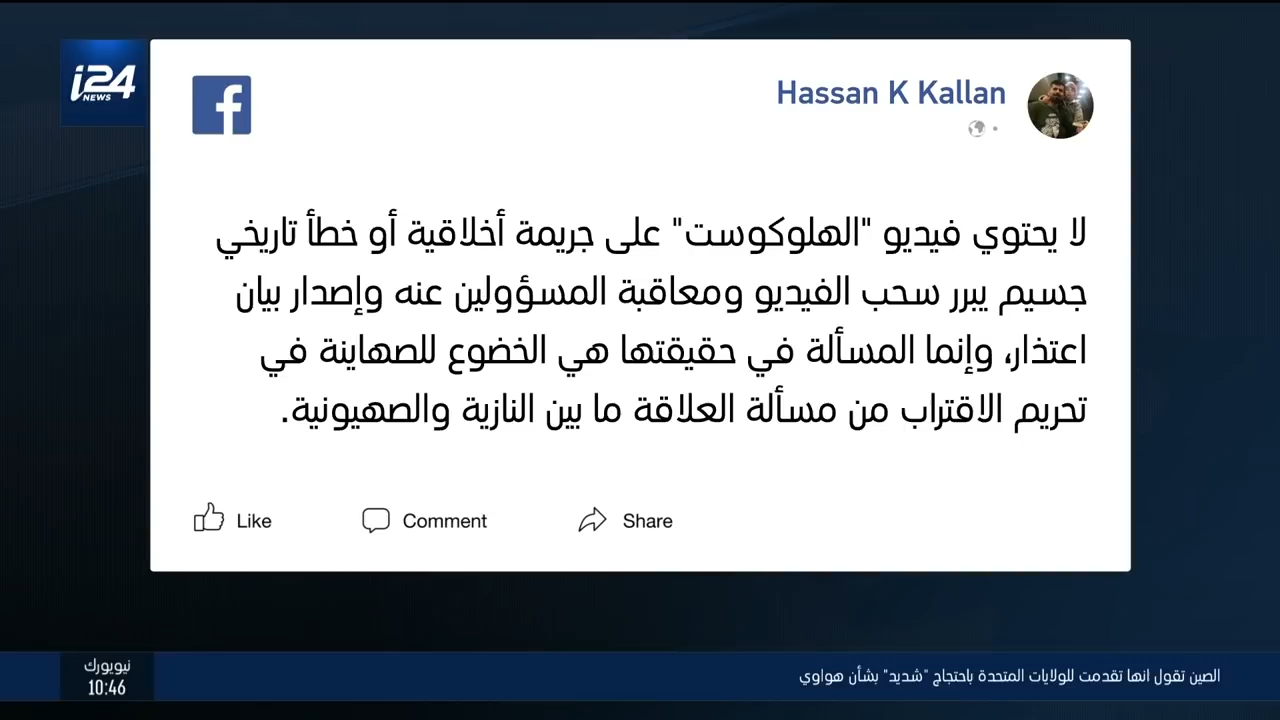 i24
NEWS
Hassan K Kallan
لا يحتوي فيديو "الهلوكوست" على جريمة أخلاقية أو خطأ تاريخي
جسيم يبرر سحب الفيديو ومعاقبة المسؤولين عنه وإصدار بيان
اعتذار، وإنما المسألة في حقيقتها هي الخضوع للصهاينة في
تحريم الاقتراب من مسألة العلاقة ما بين النازية والصهيونية.
Like
Comment
Share
نيويورك
10:46
الصين تقول انها تقدمت للولايات المتحدة باحتجاج "شديد" بشأن هواوي